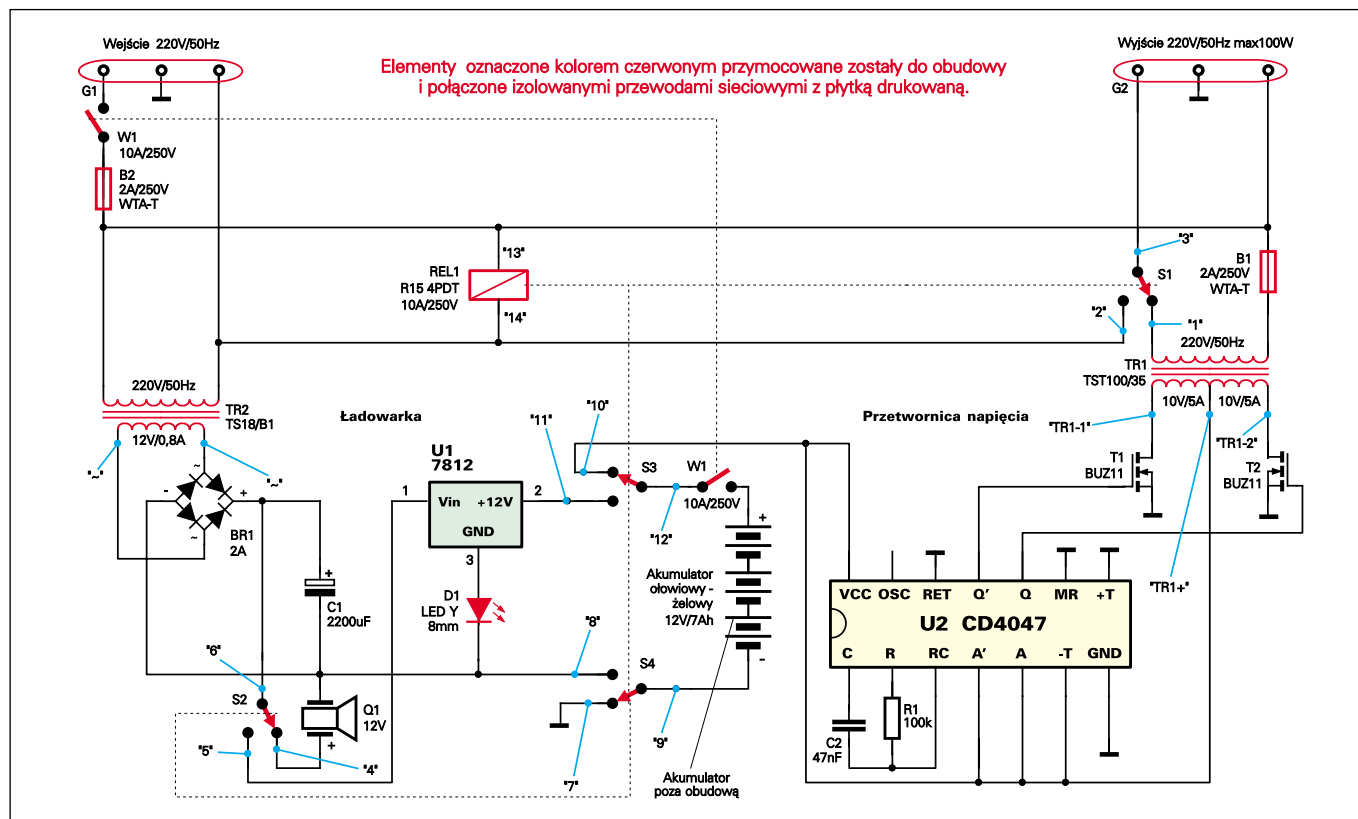 Wejście 220V/50Hz
Wyjście 220V/50Hz max100W
Elementy oznaczone kolorem czerwonym przymocowane zostały do obudowy
i połączone izolowanymi przewodami sieciowymi z płytką drukowaną.
G1
G2
W1
10A/250V
B2
2A/250V
WTA-T
"13"
REL1
R15 4PDT
10A/250V
"14"
"3"
S1
B1
2A/250V
WTA-T
"2"
"1"
220V/50Hz
TR1
TST100/35
10V/5A
10V/5A
220V/50Hz
TR2
TS18/B1
12V/0,8A
"~"
"~"
Ładowarka
Przetwornica napięcia
"10"
"11"
"TR1-1"
"TR1-2"
U1
7812
S3
W1
10A/250V
T1
BUZ11
T2
BUZ11
~
-
+
~
BR1
2A
1
Vin
+12V
2
GND
3
"12"
+
"TR1+"
+
C1
2200uF
D1
LED Y
8mm
Akumulator
ołowiowy -
żelowy
12V/7Ah
-
VCC
OSC
RET
Q'
Q
MR
+T
U2 CD4047
C
R
RC
A'
A
-T
GND
"8"
S4
"6"
S2
Q1
12V
+
"5"
"4"
"7"
"9"
R1
100k
C2
47nF
Akumulator
poza obudową